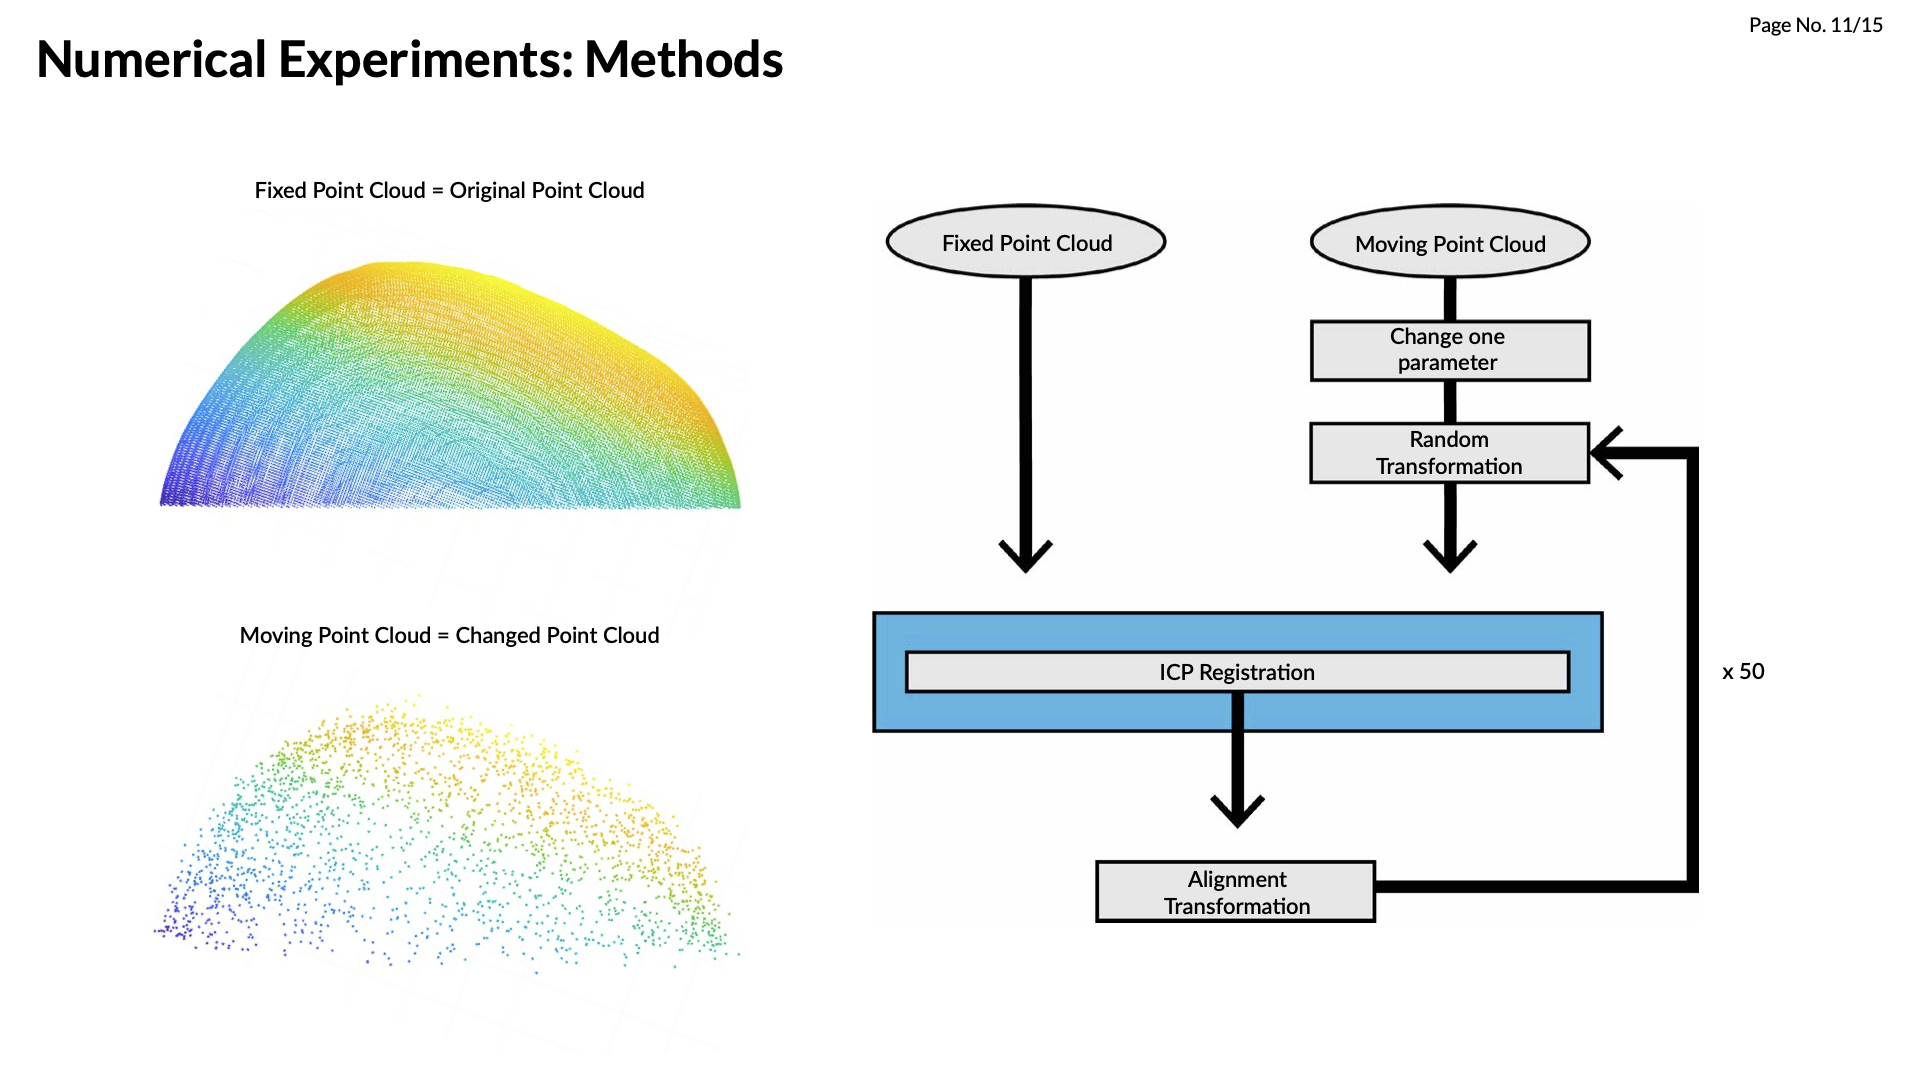 Page No. 11/15
Numerical Experiments: Methods
Fixed Point Cloud = Original Point Cloud
Moving Point Cloud = Changed Point Cloud
Fixed Point Cloud
Moving Point Cloud
Change one
parameter
Random
Transformation
ICP Registration
x 50
Alignment
Transformation